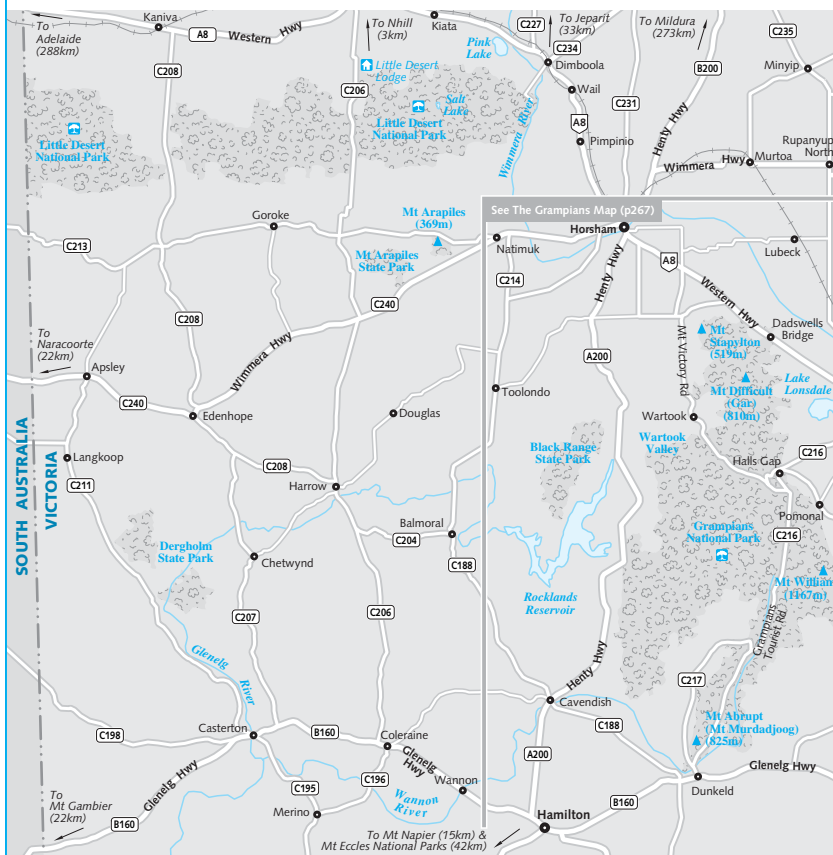 To
Adelaide
(288km)
Kaniva
A8
Western Hwy
C208
To Nhill
(3km)
Kiata
C227
To Jeparit
(33km)
C234
To Mildura
(273km)
C235
Pink
Lake
Dimboola
Minyip
B200
Little Desert
Lodge
C206
Wail
C231
Salt
Lake
Little Desert
National Park
A8
Pimpinio
Wimmera River
Henty Hwy
Little Desert
National Park
Rupanyup
North
Wimmera Hwy
Murtoa
See The Grampians Map (p267)
Mt Arapiles
(369m)
Goroke
Horsham
Natimuk
C213
Mt Arapiles
State Park
Lubeck
A8
C214
Henty Hwy
Western Hwy
C240
C208
To
Naracoorte
(22km)
Wimmera Hwy
Mt
Stapylton
(519m)
Dadswells
Bridge
A200
Mt Victory Rd
Apsley
Mt Difficult
(Gar)
(810m)
Lake
Lonsdale
Toolondo
C240
Edenhope
Douglas
Wartook
Wartook
Valley
Black Range
State Park
Langkoop
C208
Halls Gap
C216
C211
Harrow
Pomonal
SOUTH AUSTRALIA
VICTORIA
Balmoral
C204
Grampians
National Park
C216
Dergholm
State Park
Chetwynd
C188
Mt William
(1167m)
Rocklands
Reservoir
C206
C207
Grampians
Tourist Rd
Glenelg
River
Henty Hwy
C217
Cavendish
C188
Mt Abrupt
(Mt Murdadjoog)
(825m)
C198
Casterton
B160
Coleraine
A200
Glenelg
Hwy
Glenelg Hwy
Glenelg Hwy
C195
C196
Wannon
Dunkeld
Wannon
River
B160
To
Mt Gambier
(22km)
Merino
Hamilton
B160
To Mt Napier (15km) &
Mt Eccles National Parks (42km)